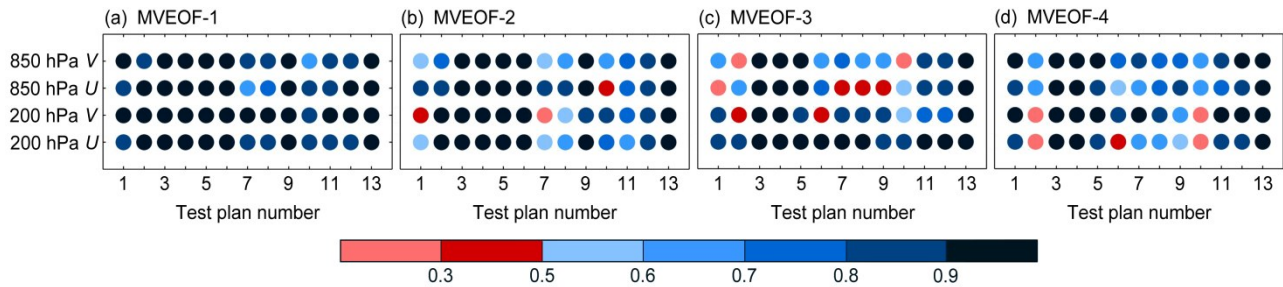 (a) MVEOF-1 (b) MVEOF-2 (c) MVEOF-3 (d) MVEOF-4
850 hPa V
850 hPa U
200 hPa V
200 hPa U
1 3 5 7 9 11 13 1 3 5 7 9 11 13 1 3 5 7 9 11 13 1 3 5 7 9 11 13
Test plan number Test plan number Test plan number Test plan number
0.3 0.5 0.6 0.7 0.8 0.9